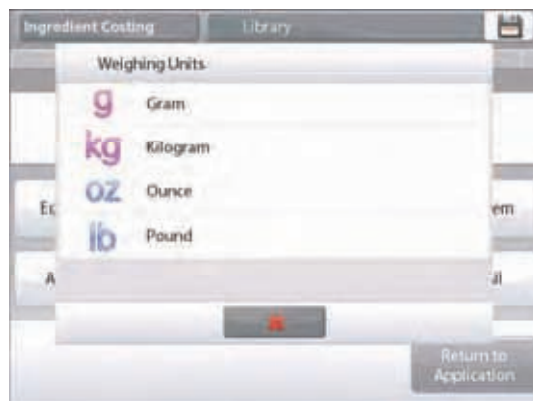 Ingredient Costing
Library
Weighing Units
g Gram
kg Kilogram
oz Ounce
lb Pound
Return to
Application